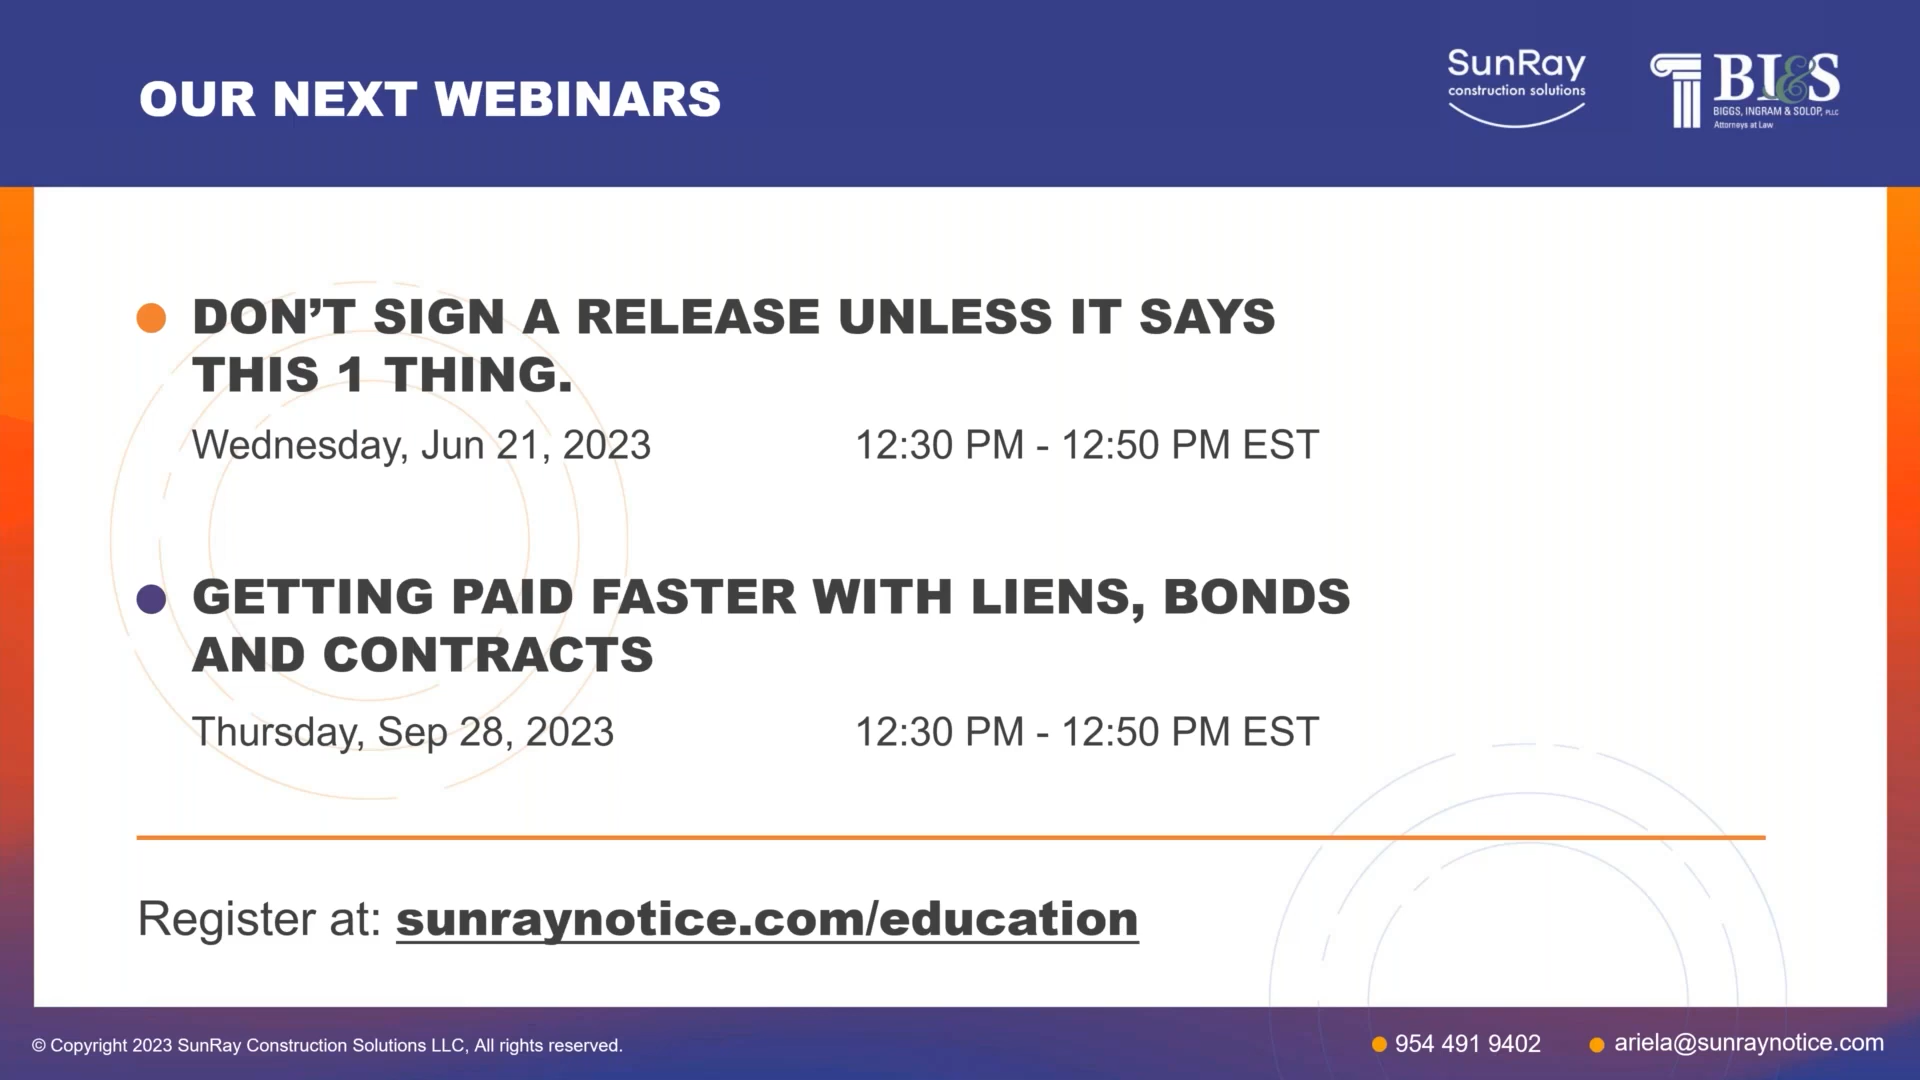 OUR NEXT WEBINARS
SunRay
construction solutions
BI&S
BIGGS, INGRAM & SOLOP, PLLC
Attorneys at Law
DON’T SIGN A RELEASE UNLESS IT SAYS
THIS 1 THING.
Wednesday, Jun 21, 2023 12:30 PM - 12:50 PM EST
GETTING PAID FASTER WITH LIENS, BONDS
AND CONTRACTS
Thursday, Sep 28, 2023 12:30 PM - 12:50 PM EST
Register at: sunraynotice.com/education
© Copyright 2023 SunRay Construction Solutions LLC, All rights reserved.
954 491 9402
ariela@sunraynotice.com